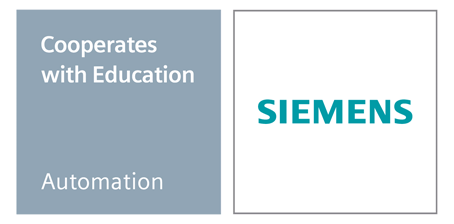 Cooperates
with Education
Automation
SIEMENS